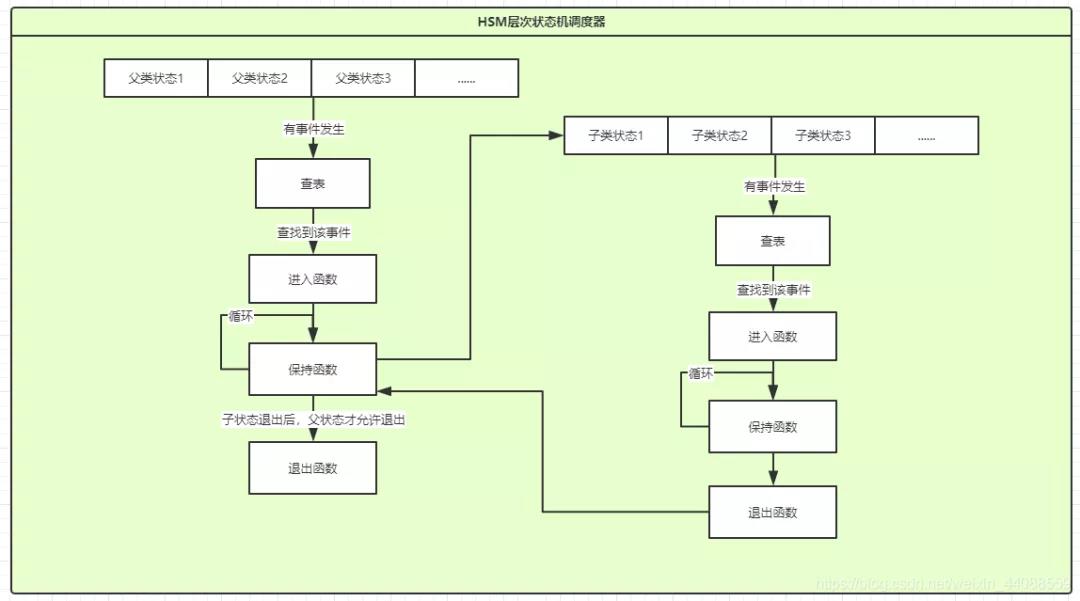 HSM层次状态机调度器
父类状态1
父类状态2
父类状态3
......
有事件发生
查表
查找到该事件
进入函数
循环
保持函数
子状态退出后，父状态才允许退出
退出函数
子类状态1
子类状态2
子类状态3
......
有事件发生
查表
查找到该事件
进入函数
循环
保持函数
退出函数